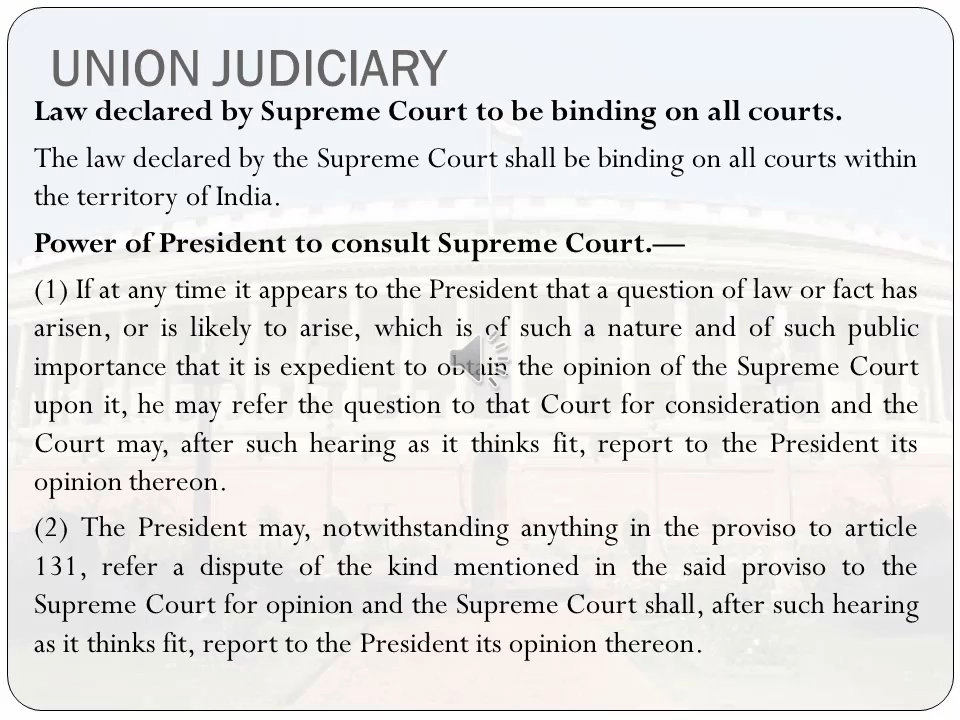 UNION JUDICIARY
Law declared by Supreme Court to be binding on all courts.
The law declared by the Supreme Court shall be binding on all courts within
the territory of India.
Power of President to consult Supreme Court.—
(1) If at any time it appears to the President that a question of law or fact has
arisen, or is likely to arise, which is of such a nature and of such public
importance that it is expedient to obtain the opinion of the Supreme Court
upon it, he may refer the question to that Court for consideration and the
Court may, after such hearing as it thinks fit, report to the President its
opinion thereon.
(2) The President may, notwithstanding anything in the proviso to article
131, refer a dispute of the kind mentioned in the said proviso to the
Supreme Court for opinion and the Supreme Court shall, after such hearing
as it thinks fit, report to the President its opinion thereon.